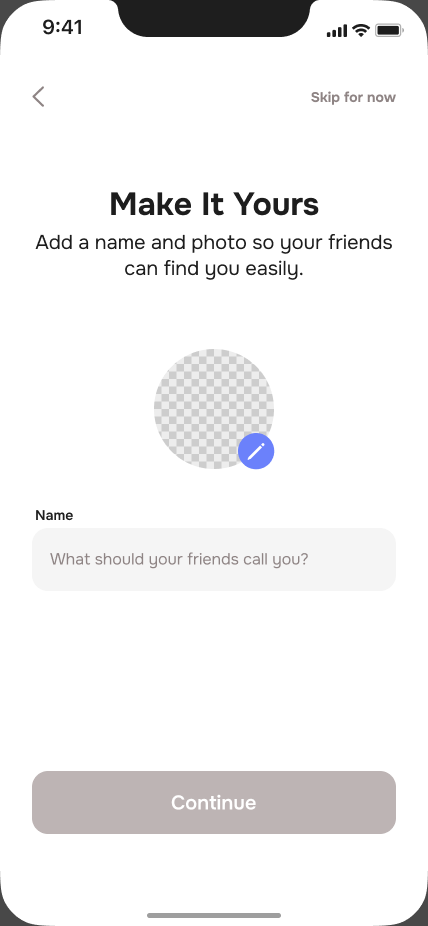 9:41
Skip for now
Make It Yours
Add a name and photo so your friends
can find you easily.
Name
What should your friends call you?
Continue